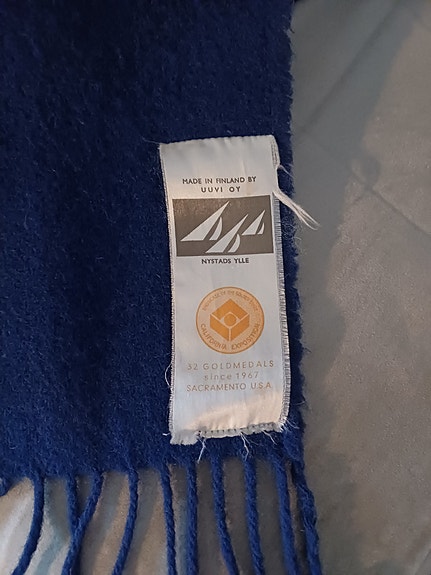 MADE IN FINLAND BY
UUVI OY
NYSTADS YLLE
CALIFORNIA EXPOSITION
32 GOLDMEDALS
since 1967
SACRAMENTO U.S.A.